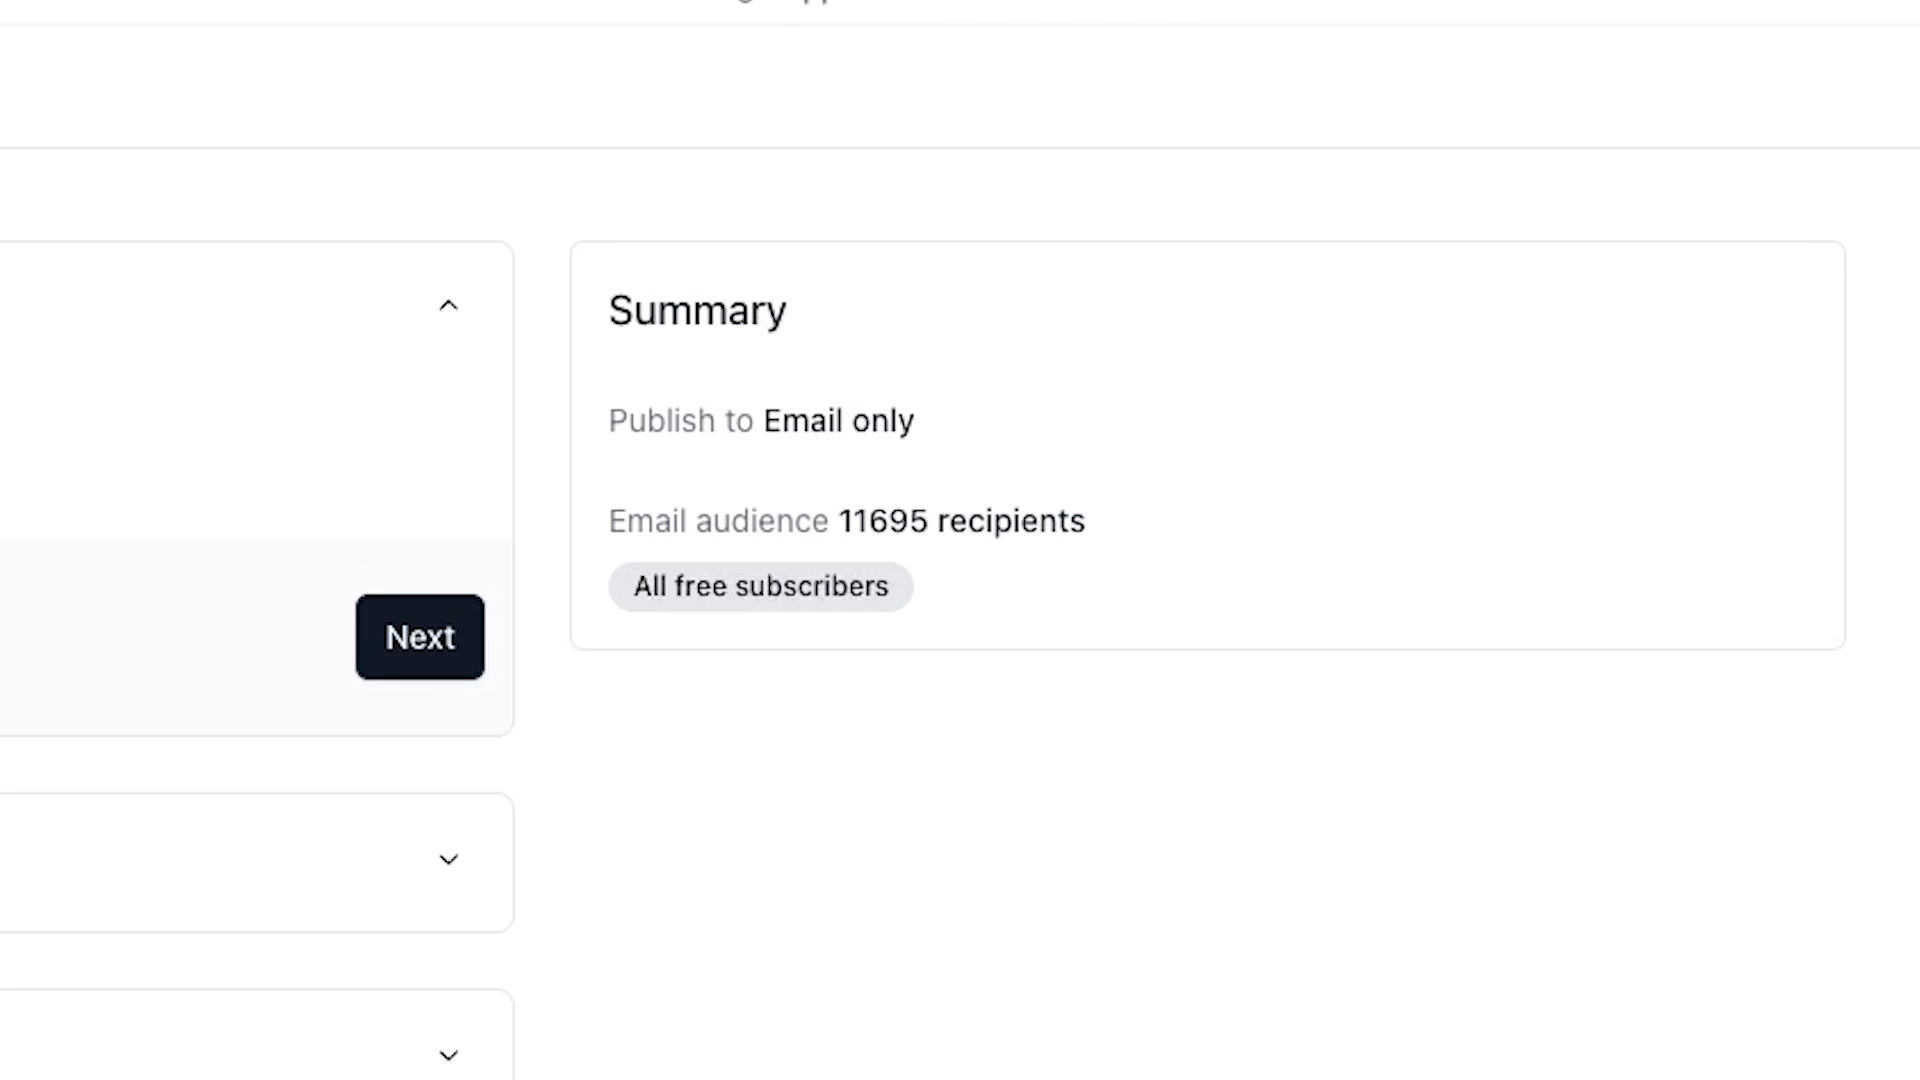 Summary
Publish to Email only
Email audience 11695 recipients
All free subscribers
Next